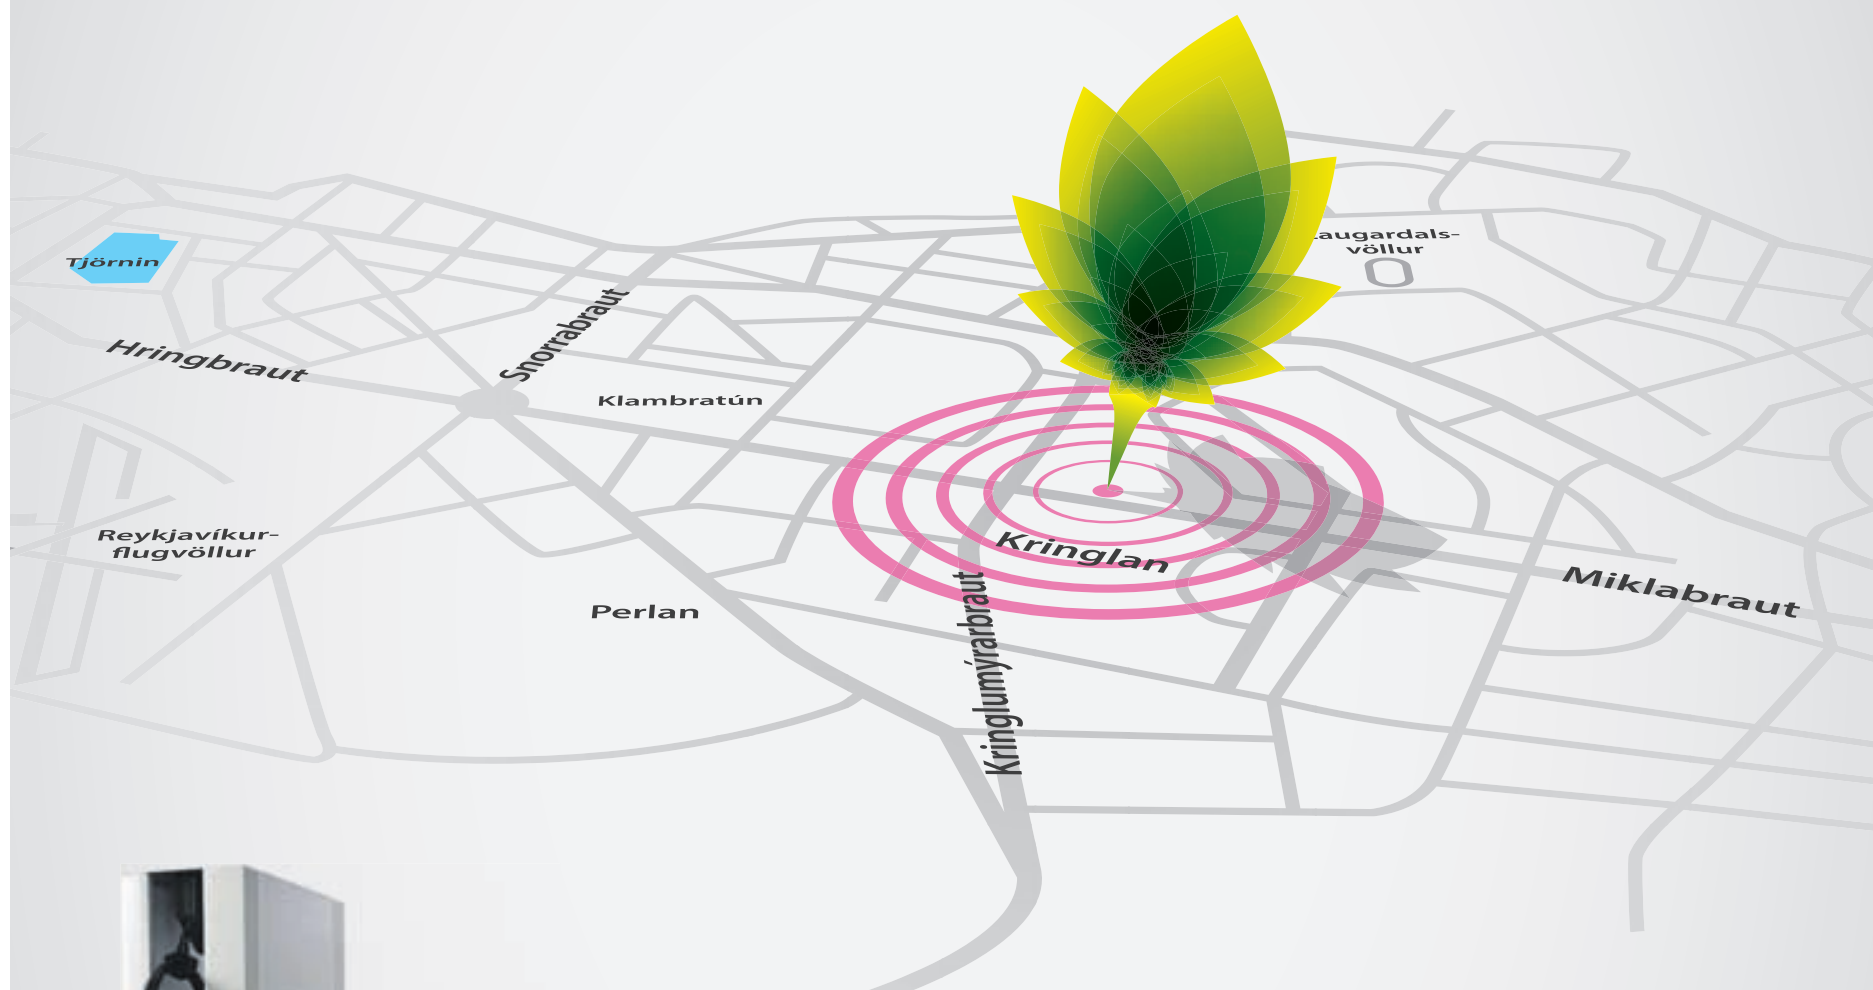 augardals-
völlur
Tjörnin
Snorrabraut
Hringbraut
Klambratún
Reykjavíkur-
flugvöllur
Kringlan
Miklabraut
Perlan
Kringlumýrarbraut